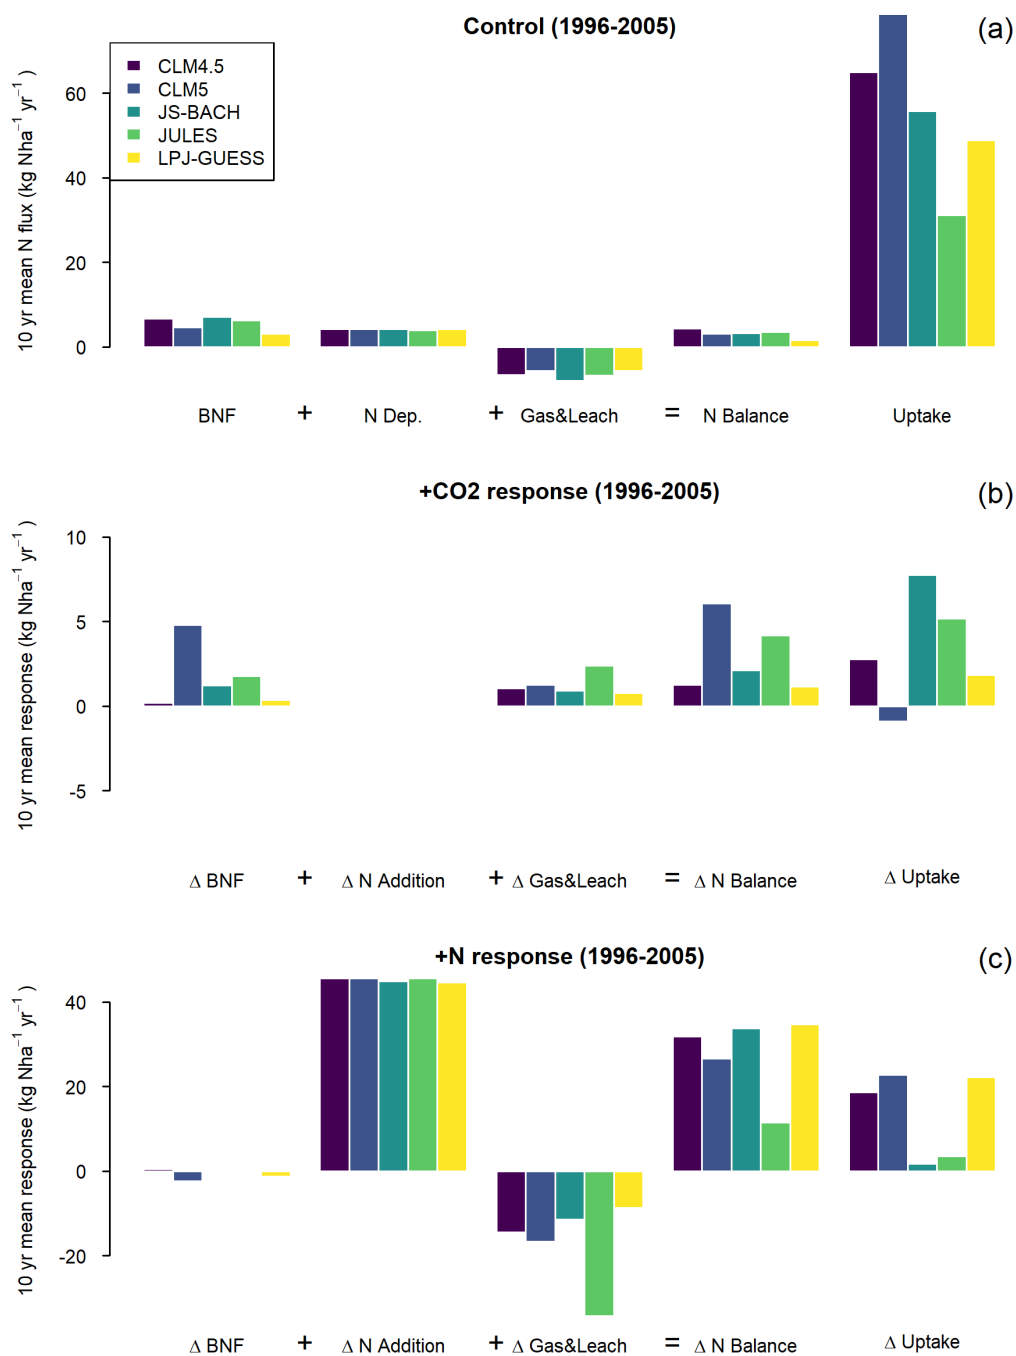 Control (1996-2005)
(a)
CLM4.5
CLM5
JS-BACH
JULES
LPJ-GUESS
10 yr mean N flux (kg Nha⁻¹ yr⁻¹ )
60
40
20
0
BNF + N Dep. + Gas&Leach = N Balance Uptake
+CO2 response (1996-2005)
(b)
10 yr mean response (kg Nha⁻¹ yr⁻¹ )
10
5
0
-5
Δ BNF + Δ N Addition + Δ Gas&Leach = Δ N Balance Δ Uptake
+N response (1996-2005)
(c)
10 yr mean response (kg Nha⁻¹ yr⁻¹ )
40
20
0
-20
Δ BNF + Δ N Addition + Δ Gas&Leach = Δ N Balance Δ Uptake